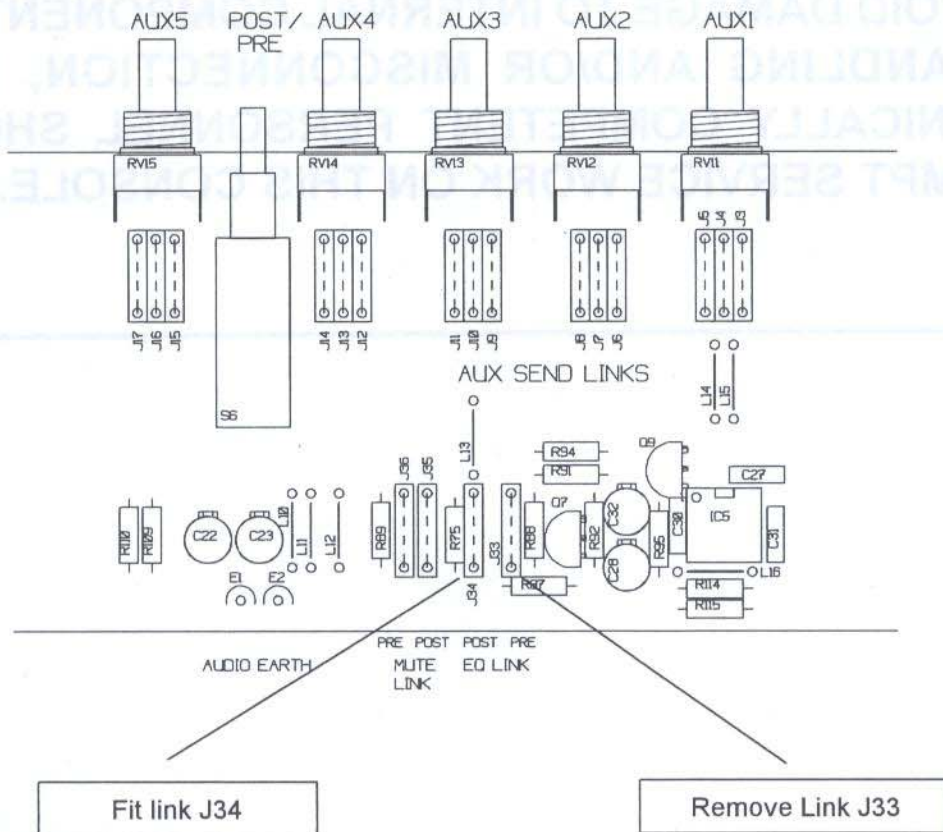 AUX5 POST/PRE AUX4 AUX3 AUX2 AUX1
RV15 RV14 RV13 RV12 RV11
J5 J4 J3
J17 J16 J15 J14 J13 J12 J11 J10 J9 J8 J7 J6
AUX SEND LINKS
S6
L14 L15
L13
Q9
R94
R91
C27
J36 J35
Q7
C32
IC5
R110 R109
C22 C23
L10
L11
L12
R89
R75
J33
R88
R92
R95
C30
C31
C28
E1 E2
J34
R87
L16
R114
R115
PRE POST POST PRE
AUDIO EARTH
MUTE LINK
EQ LINK
Fit link J34
Remove Link J33